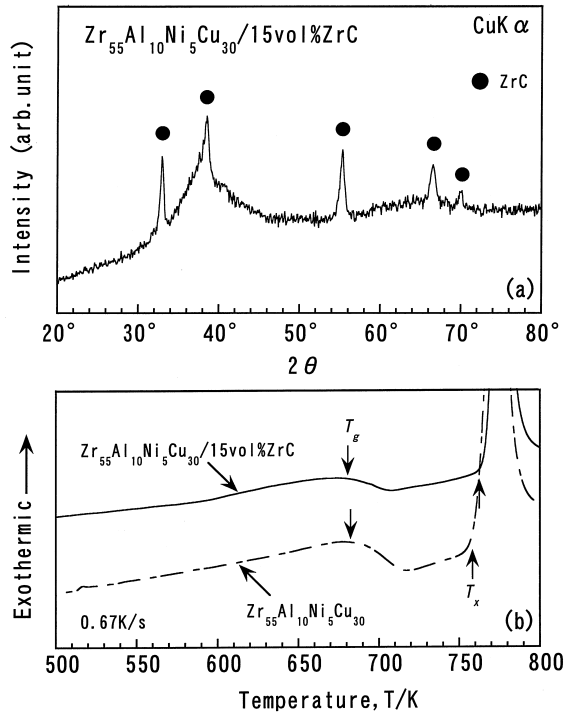 Zr55Al10Ni5Cu30/15vol%ZrC
CuK α
● ZrC
Intensity (arb.unit)
(a)
20° 30° 40° 50° 60° 70° 80°
2θ
Tg
Zr55Al10Ni5Cu30/15vol%ZrC
Exothermic
Tx
Zr55Al10Ni5Cu30
0.67K/s
(b)
500 550 600 650 700 750 800
Temperature,T/K